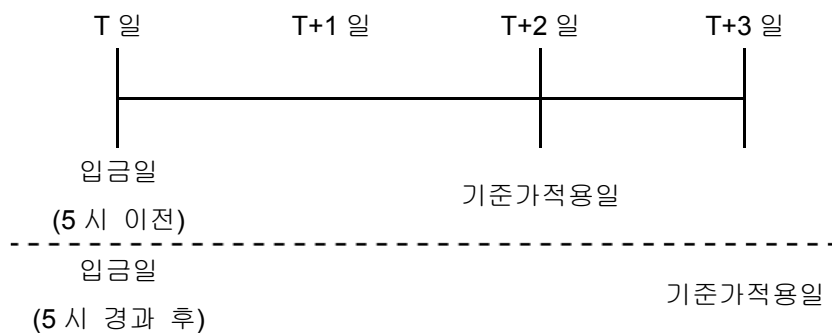 T 일 T+1 일 T+2 일 T+3 일
입금일
(5 시 이전)
기준가적용일
입금일
(5 시 경과 후)
기준가적용일